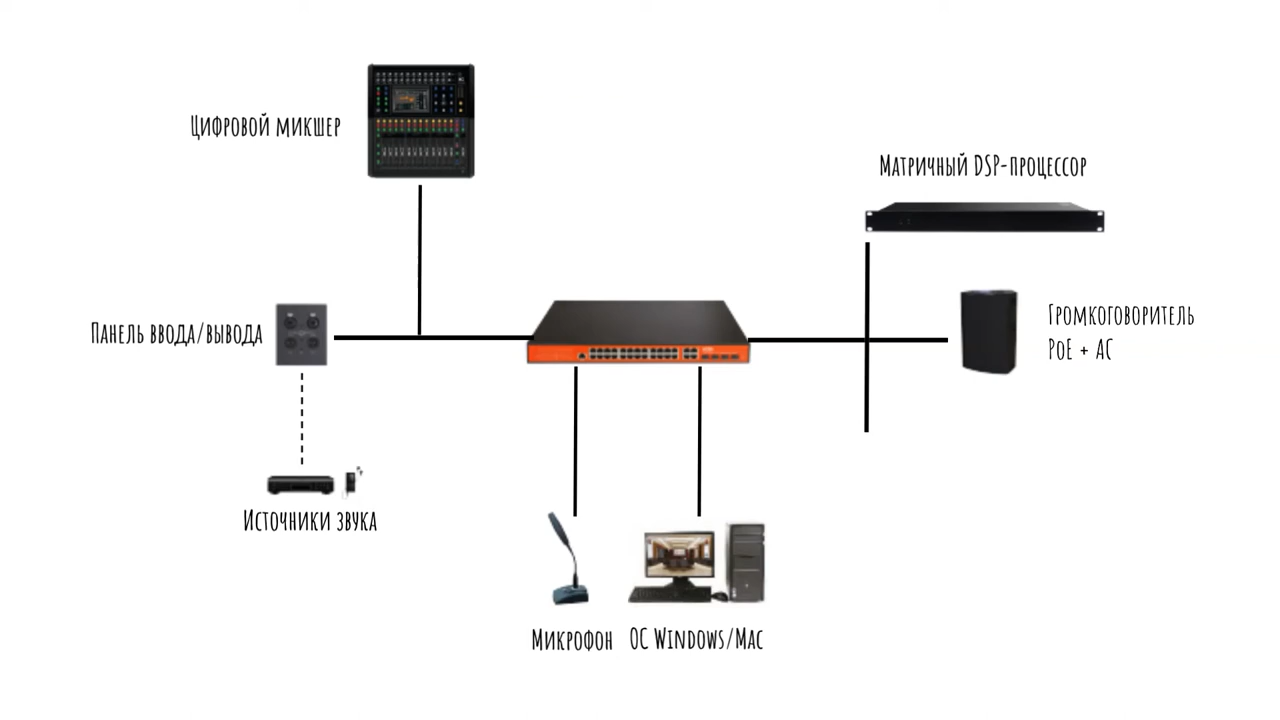 Цифровой микшер
Матричный DSP-процессор
Панель ввода/вывода
Громкоговоритель
PoE + AC
Источники звука
Микрофон
ОС Windows/Mac